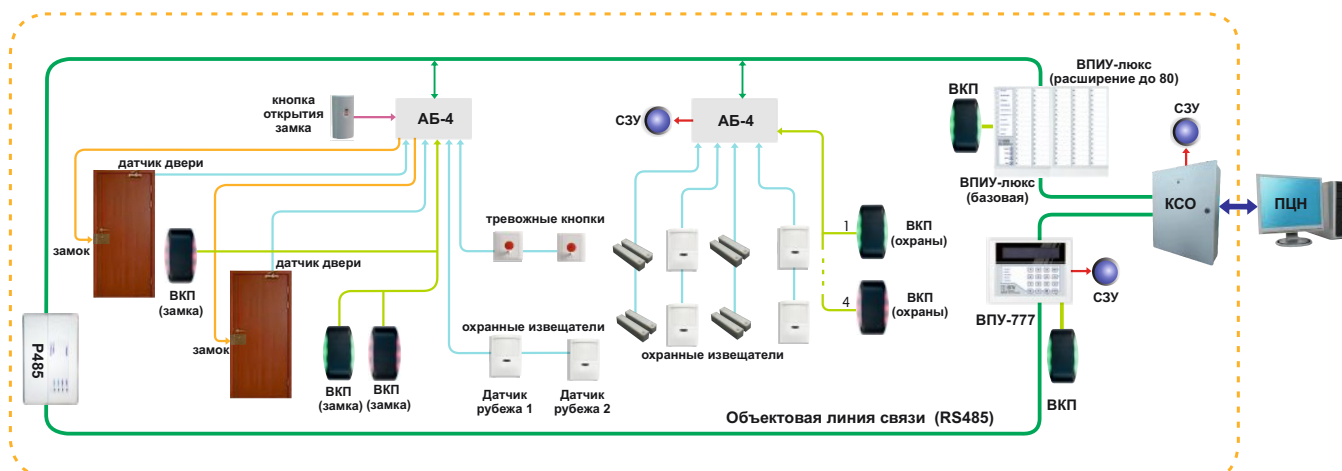 ВПИУ-люкс
(расширение до 80)
ВКП
СЗУ
кнопка
открытия
замка
АБ-4
СЗУ
АБ-4
датчик двери
ВПИУ-люкс
(базовая)
КСО
ПЦН
тревожные кнопки
1
ВКП
(охраны)
замок
датчик двери
ВКП
(замка)
СЗУ
4
ВКП
(охраны)
ВПУ-777
Р485
замок
охранные извещатели
охранные извещатели
ВКП
(замка)
ВКП
(замка)
Датчик
рубежа 1
Датчик
рубежа 2
ВКП
Объектовая линия связи (RS485)